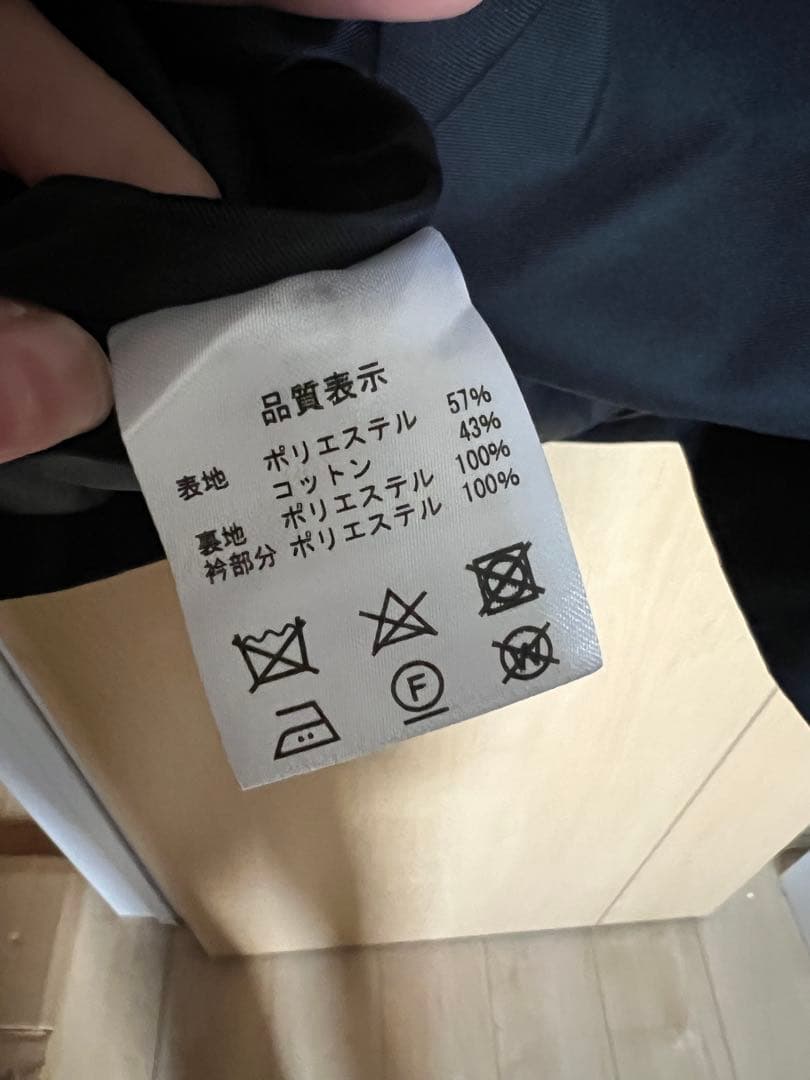 品質表示
表地 ポリエステル 57%
コットン 43%
裏地 ポリエステル 100%
衿部分 ポリエステル 100%
F
W